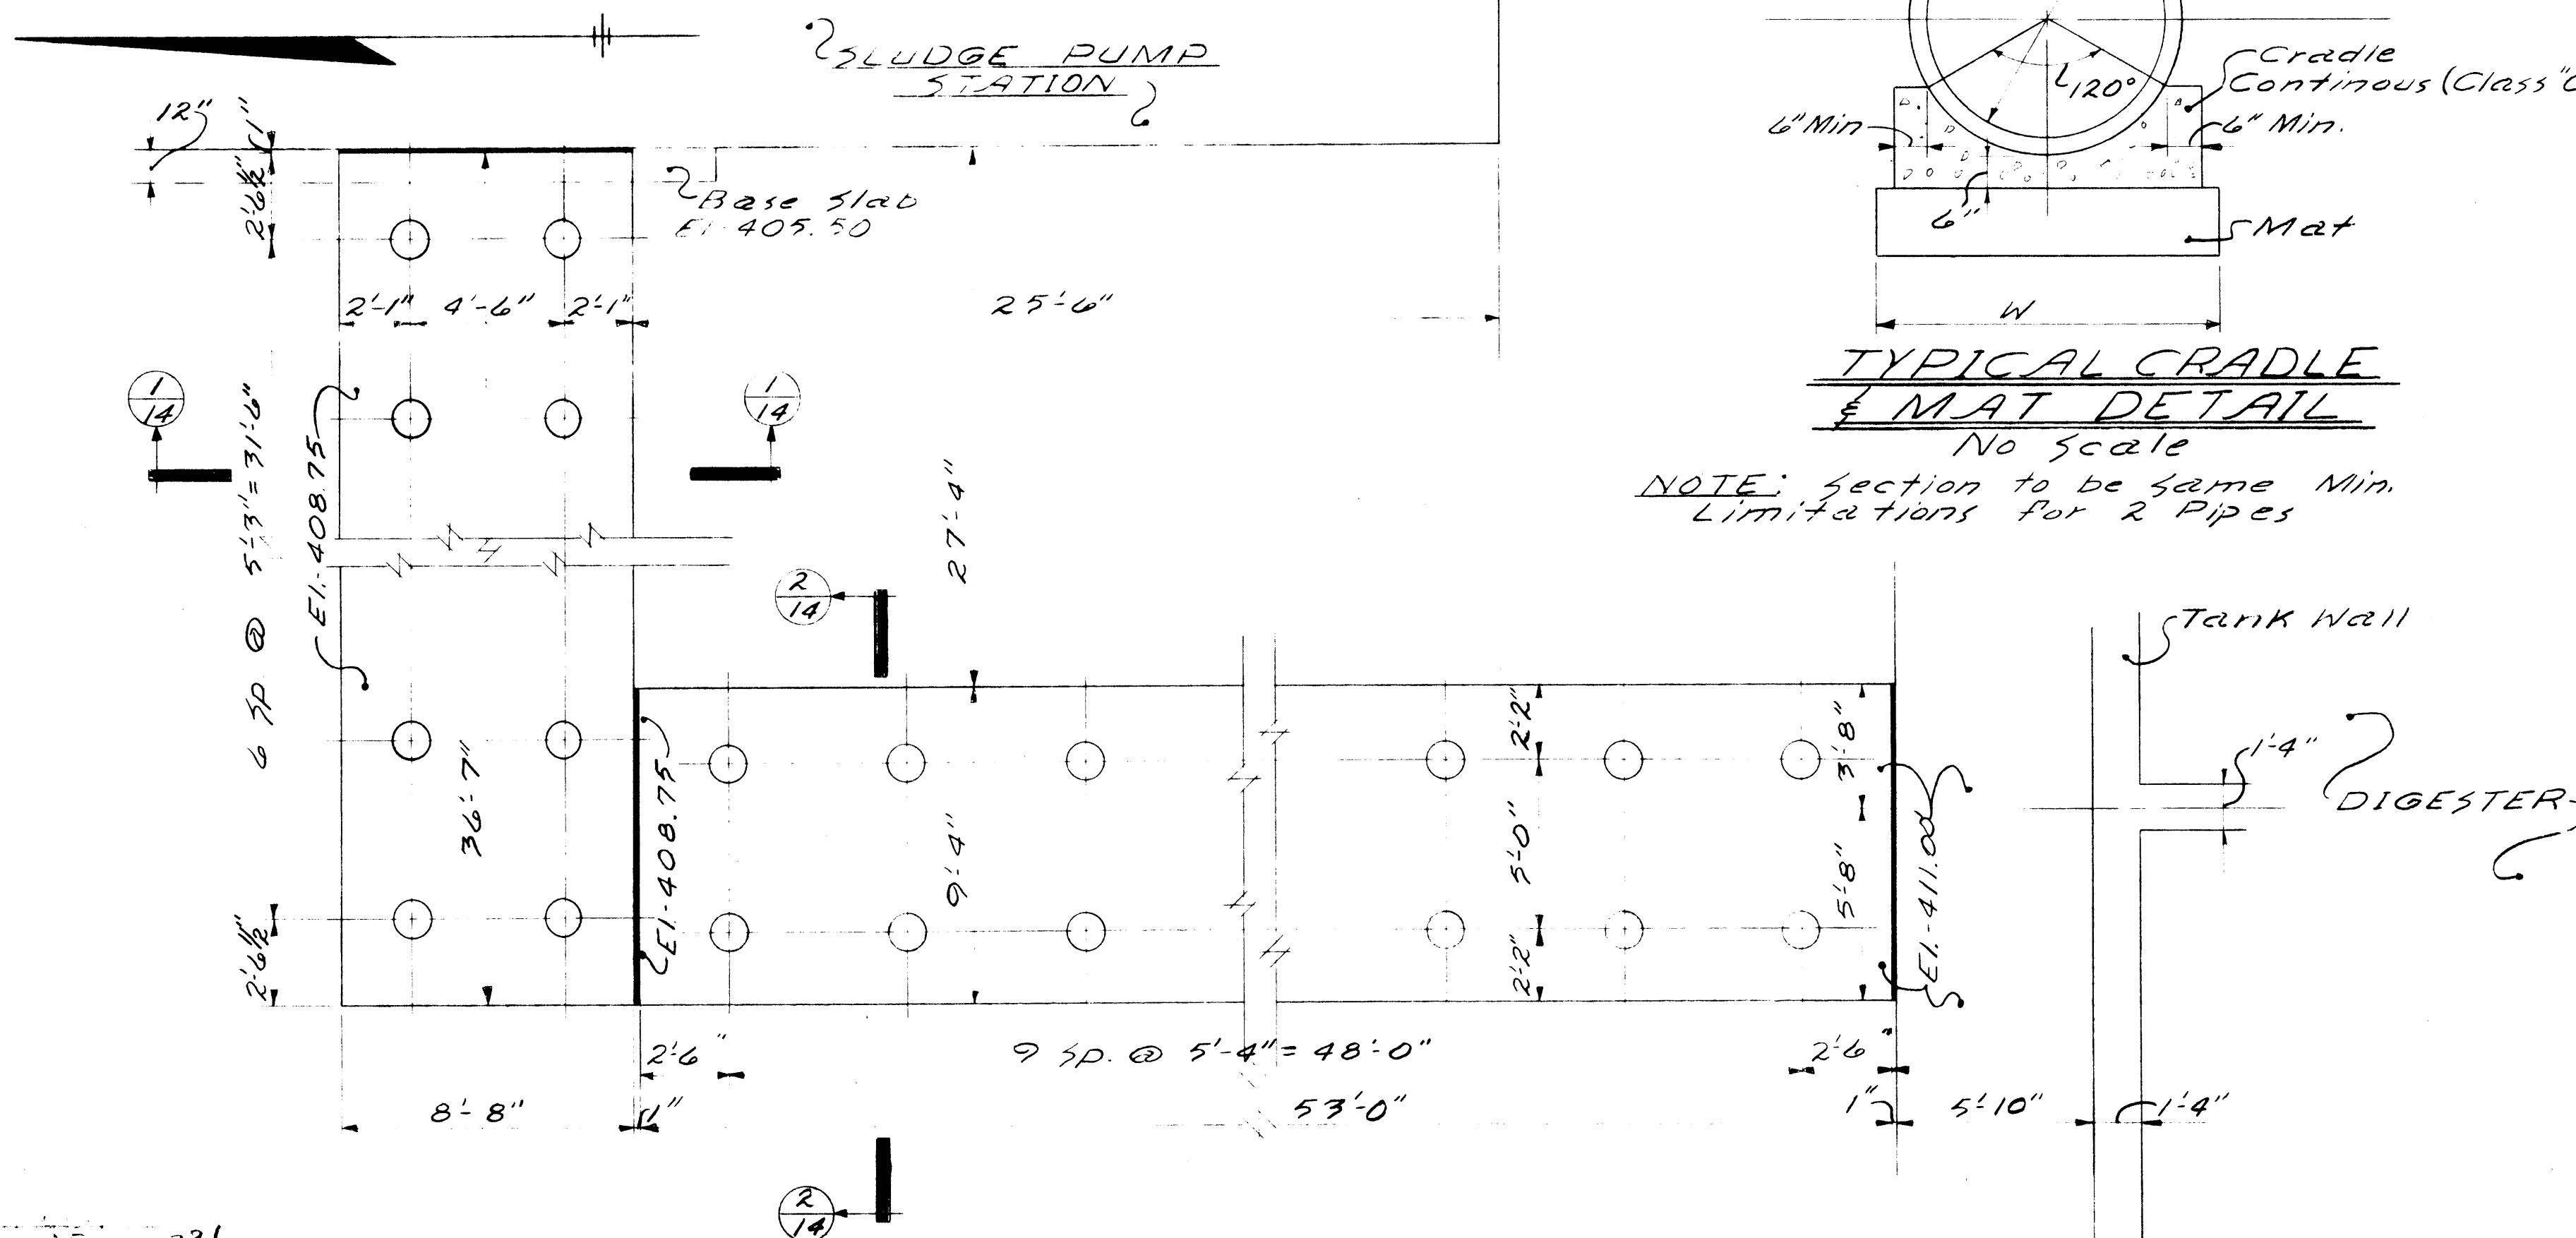 SLUDGE PUMP
STATION
12"
1"
2'-6½"
Base slab
El. 405.50
2'-1"
4'-6"
2'-1"
25'-6"
1
14
1
14
El.-408.75
6 Sp @ 5'-3"= 31'-6"
27'-4"
2
14
36'-7"
El.-408.75
9'-4"
2'-2"
5'-0"
2'-2"
3'-8"
5'-8"
El.-411.00
2'-6½"
2'-6"
9 Sp. @ 5'-4"= 48'-0"
2'-6"
8'-8"
1"
53'-0"
1"
5'-10"
1'-4"
2
14
120°
Cradle
Continous (Class "C
6" Min
6" Min.
6"
Mat
W
TYPICAL CRADLE
& MAT DETAIL
No Scale
NOTE: Section to be Same Min.
Limitations for 2 Pipes
Tank Wall
1'-4"
DIGESTER